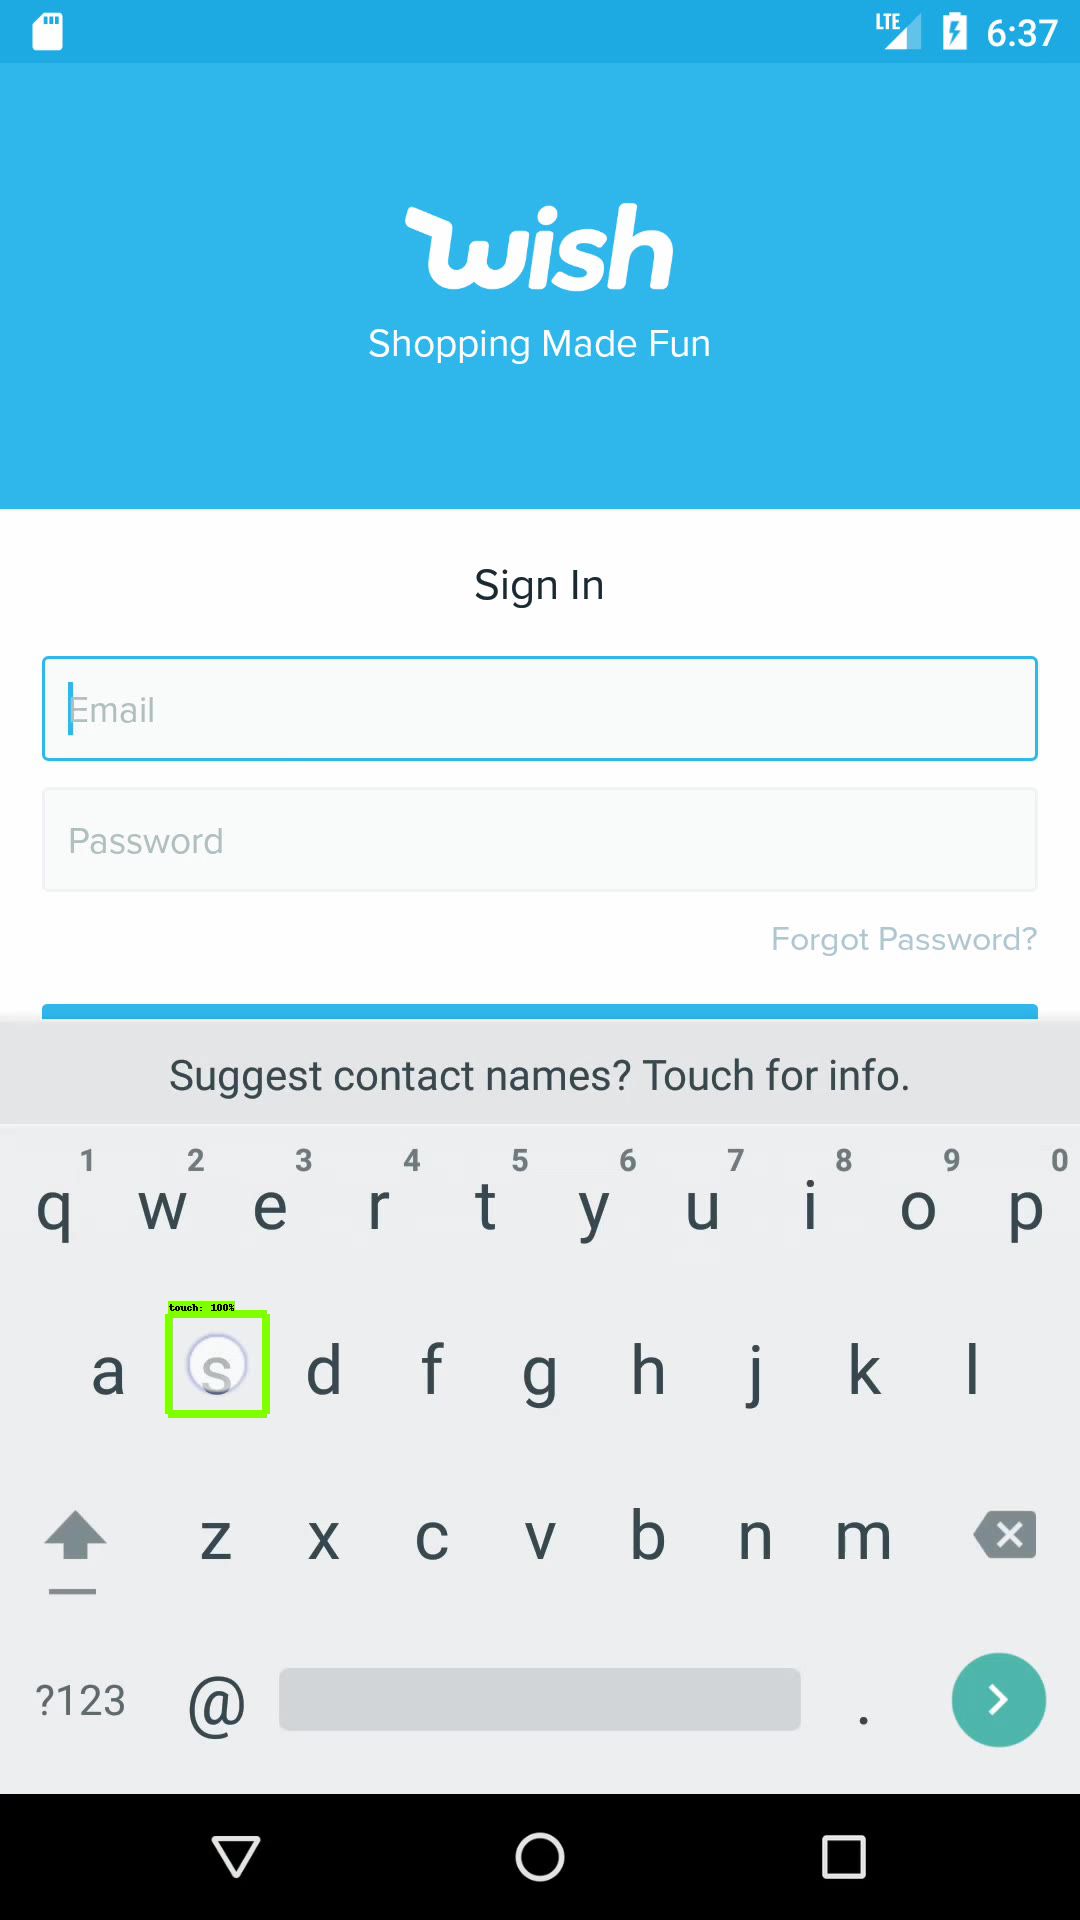 LTE 6:37
wish
Shopping Made Fun
Sign In
Email
Password
Forgot Password?
Suggest contact names? Touch for info.
1 2 3 4 5 6 7 8 9 0
q w e r t y u i o p
touch: 100%
a s d f g h j k l
z x c v b n m
?123 @ .